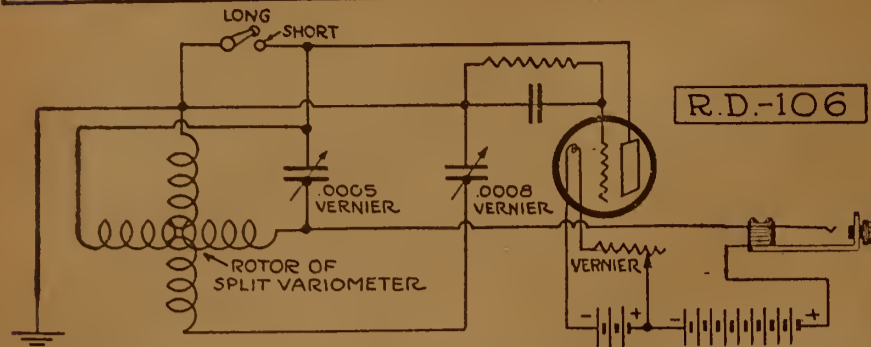 LONG
SHORT
R.D.-106
.0005
VERNIER
.0008
VERNIER
ROTOR OF
SPLIT VARIOMETER
VERNIER
- + - +